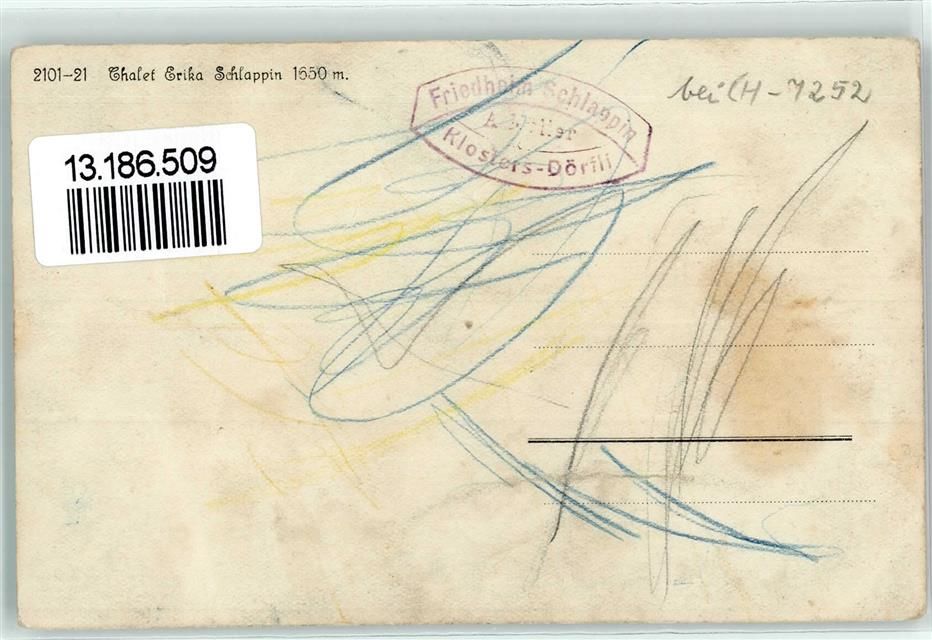 2101-21 Chalet Erika Schlappin 1650 m.
bei CH-7252
Friedheim Schlappin
Klosters-Dörfli
13.186.509